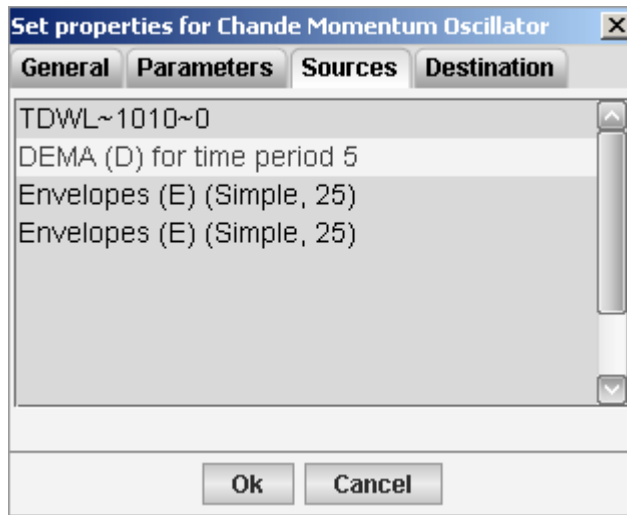 Set properties for Chande Momentum Oscillator
General Parameters Sources Destination
TDWL~1010~0
DEMA (D) for time period 5
Envelopes (E) (Simple, 25)
Envelopes (E) (Simple, 25)
Ok Cancel